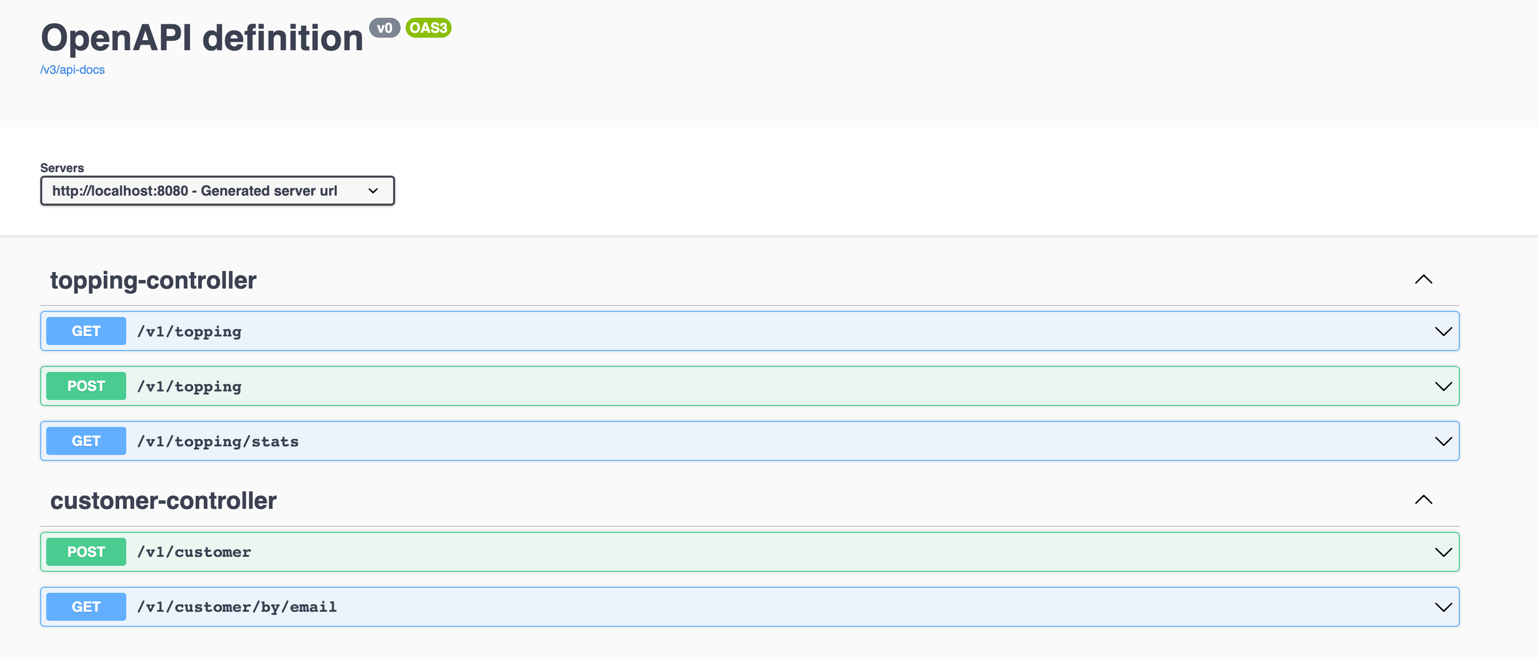 OpenAPI definition v0 OAS3
/v3/api-docs
Servers
http://localhost:8080 - Generated server url
topping-controller
GET /v1/topping
POST /v1/topping
GET /v1/topping/stats
customer-controller
POST /v1/customer
GET /v1/customer/by/email